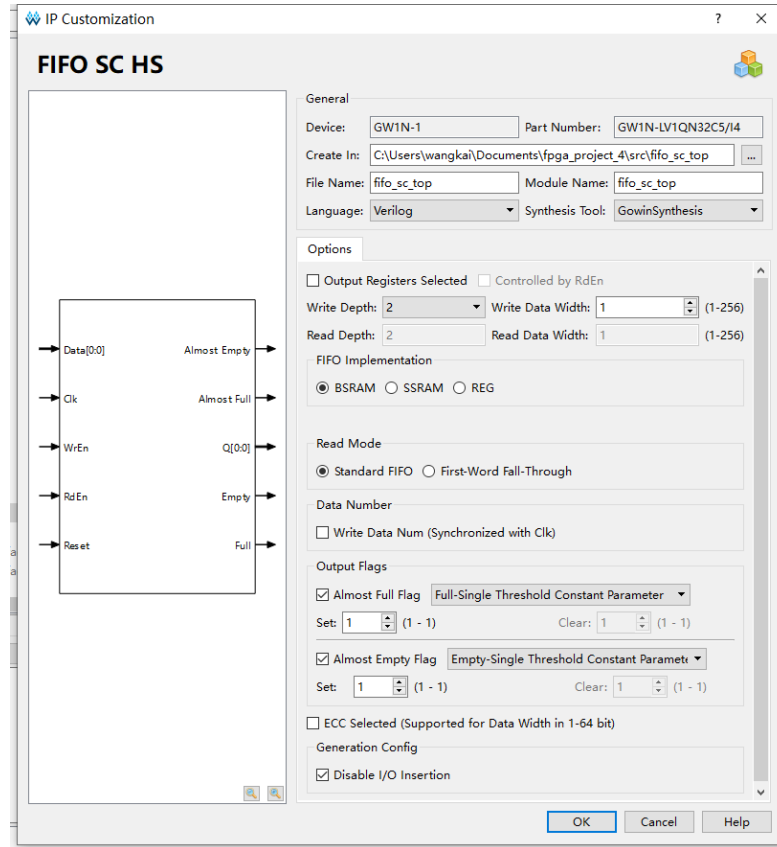 IP Customization
FIFO SC HS
General
Device: GW1N-1 Part Number: GW1N-LV1QN32C5/I4
Create In: C:\Users\wangkai\Documents\fpga_project_4\src\fifo_sc_top ...
File Name: fifo_sc_top Module Name: fifo_sc_top
Language: Verilog Synthesis Tool: GowinSynthesis
Options
Output Registers Selected Controlled by RdEn
Write Depth: 2 Write Data Width: 1 (1-256)
Read Depth: 2 Read Data Width: 1 (1-256)
FIFO Implementation
BSRAM SSRAM REG
Read Mode
Standard FIFO First-Word Fall-Through
Data Number
Write Data Num (Synchronized with Clk)
Output Flags
Almost Full Flag Full-Single Threshold Constant Parameter
Set: 1 (1 - 1) Clear: 1 (1 - 1)
Almost Empty Flag Empty-Single Threshold Constant Paramete
Set: 1 (1 - 1) Clear: 1 (1 - 1)
ECC Selected (Supported for Data Width in 1-64 bit)
Generation Config
Disable I/O Insertion
Data[0:0] Almost Empty
Clk Almost Full
WrEn Q[0:0]
RdEn Empty
Reset Full
OK Cancel Help